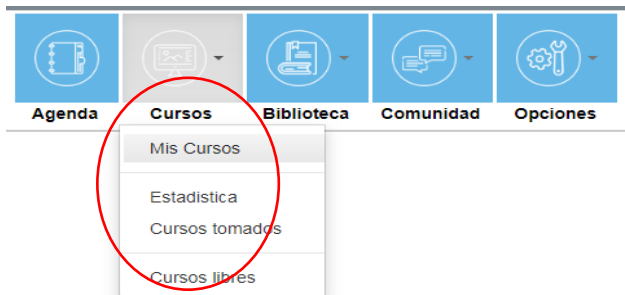 Agenda Cursos Biblioteca Comunidad Opciones
Mis Cursos
Estadistica
Cursos tomados
Cursos libres